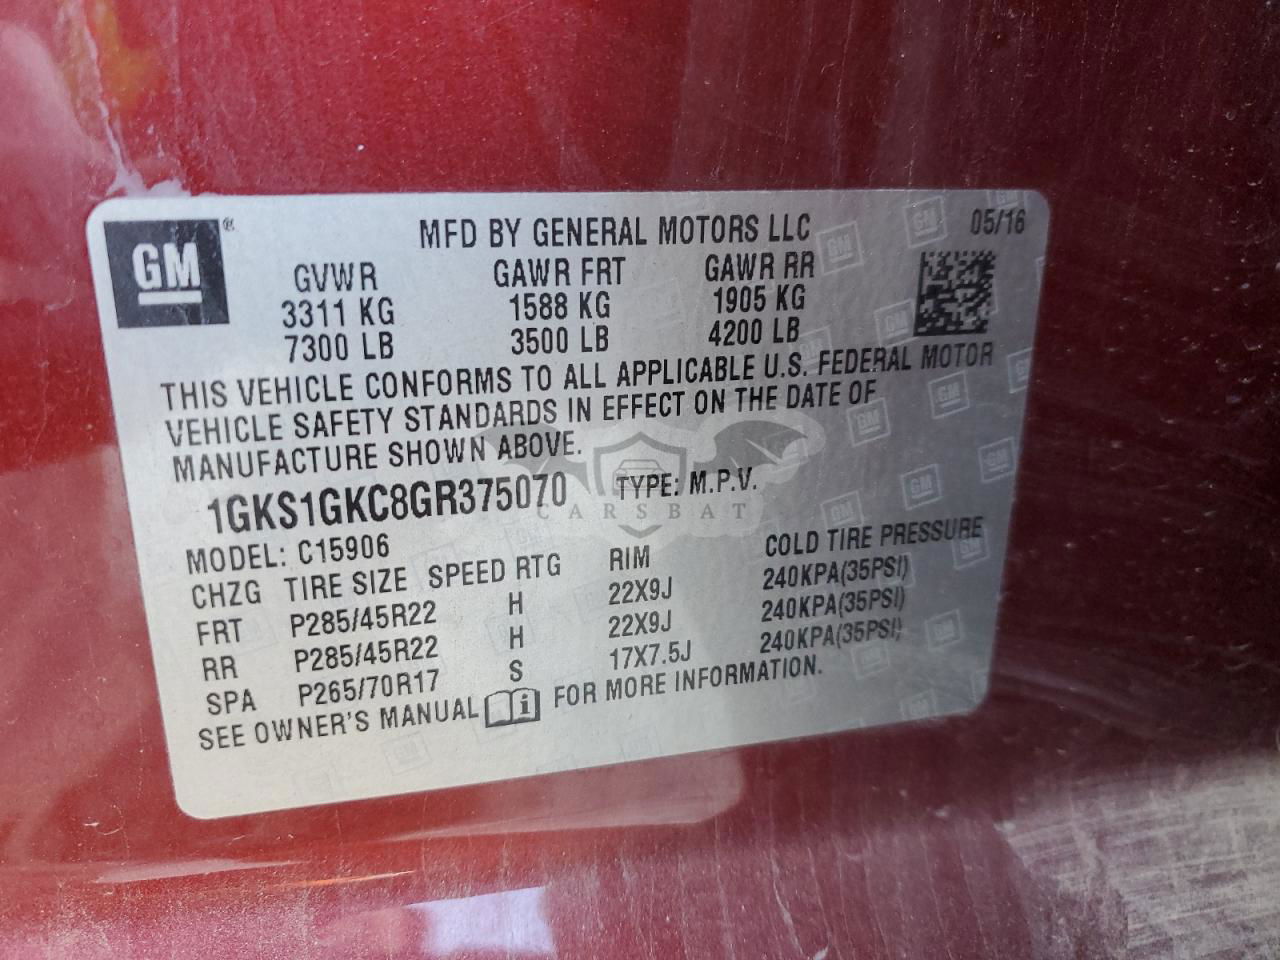 GM®
MFD BY GENERAL MOTORS LLC 05/16
GVWR GAWR FRT GAWR RR
3311 KG 1588 KG 1905 KG
7300 LB 3500 LB 4200 LB
THIS VEHICLE CONFORMS TO ALL APPLICABLE U.S. FEDERAL MOTOR
VEHICLE SAFETY STANDARDS IN EFFECT ON THE DATE OF
MANUFACTURE SHOWN ABOVE.
1GKS1GKC8GR375070 TYPE: M.P.V.
CARSBAT
MODEL: C15906
CHZG TIRE SIZE SPEED RTG RIM COLD TIRE PRESSURE
FRT P285/45R22 H 22X9J 240KPA(35PSI)
RR P285/45R22 H 22X9J 240KPA(35PSI)
SPA P265/70R17 S 17X7.5J 240KPA(35PSI)
SEE OWNER'S MANUAL FOR MORE INFORMATION.